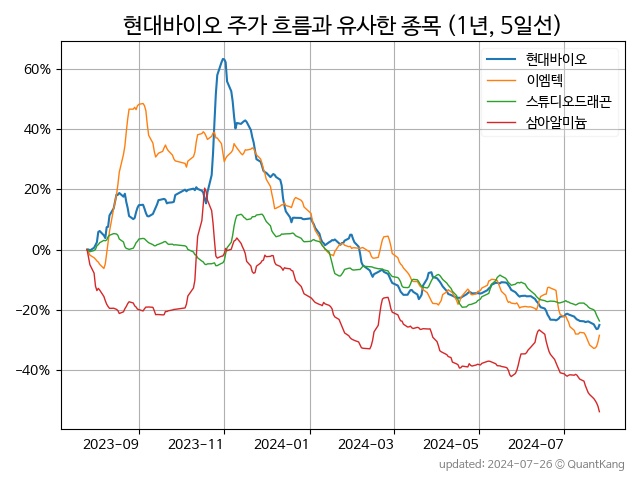 현대바이오 주가 흐름과 유사한 종목 (1년, 5일선)
현대바이오
이엠텍
스튜디오드래곤
삼아알미늄
60%
40%
20%
0%
−20%
−40%
2023-09
2023-11
2024-01
2024-03
2024-05
2024-07
updated: 2024-07-26 © QuantKang